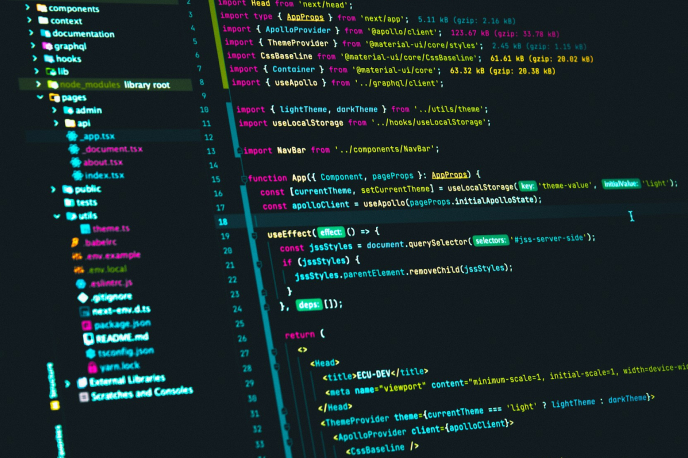 components
context
documentation
graphql
hooks
lib
node_modules library root
pages
admin
api
_app.tsx
_document.tsx
about.tsx
index.tsx
public
tests
utils
theme.ts
.babelrc
.env.example
.env.local
.eslintrc.js
.gitignore
next-env.d.ts
package.json
README.md
tsconfig.json
yarn.lock
External Libraries
Scratches and Consoles
Structure
import Head from 'next/head';
2 import type { AppProps } from 'next/app'; 5.11 kB (gzip: 2.16 kB)
3 import { ApolloProvider } from '@apollo/client'; 123.67 kB (gzip: 33.78 kB)
4 import { ThemeProvider } from '@material-ui/core/styles'; 2.45 kB (gzip: 1.15 kB)
5 import CssBaseline from '@material-ui/core/CssBaseline'; 61.61 kB (gzip: 20.02 kB)
6 import { Container } from '@material-ui/core'; 63.32 kB (gzip: 20.38 kB)
7 import { useApollo } from '../graphql/client';
8
9 import { lightTheme, darkTheme } from '../utils/theme';
10 import useLocalStorage from '../hooks/useLocalStorage';
11
12 import NavBar from '../components/NavBar';
13
14 function App({ Component, pageProps }: AppProps) {
15 const [currentTheme, setCurrentTheme] = useLocalStorage( key: 'theme-value', initialValue: 'light');
16 const apolloClient = useApollo(pageProps.initialApolloState);
17
18 useEffect( effect: () => {
19 const jssStyles = document.querySelector( selectors: '#jss-server-side');
20 if (jssStyles) {
21 jssStyles.parentElement.removeChild(jssStyles);
22 }
23 }, deps: []);
24
25 return (
26 <>
27 <Head>
28 <title>ECU-DEV</title>
29 <meta name="viewport" content="minimum-scale=1, initial-scale=1, width=device-wi
30 </Head>
31 <ThemeProvider theme={currentTheme === 'light' ? lightTheme : darkTheme}>
32 <ApolloProvider client={apolloClient}>
33 <CssBaseline />